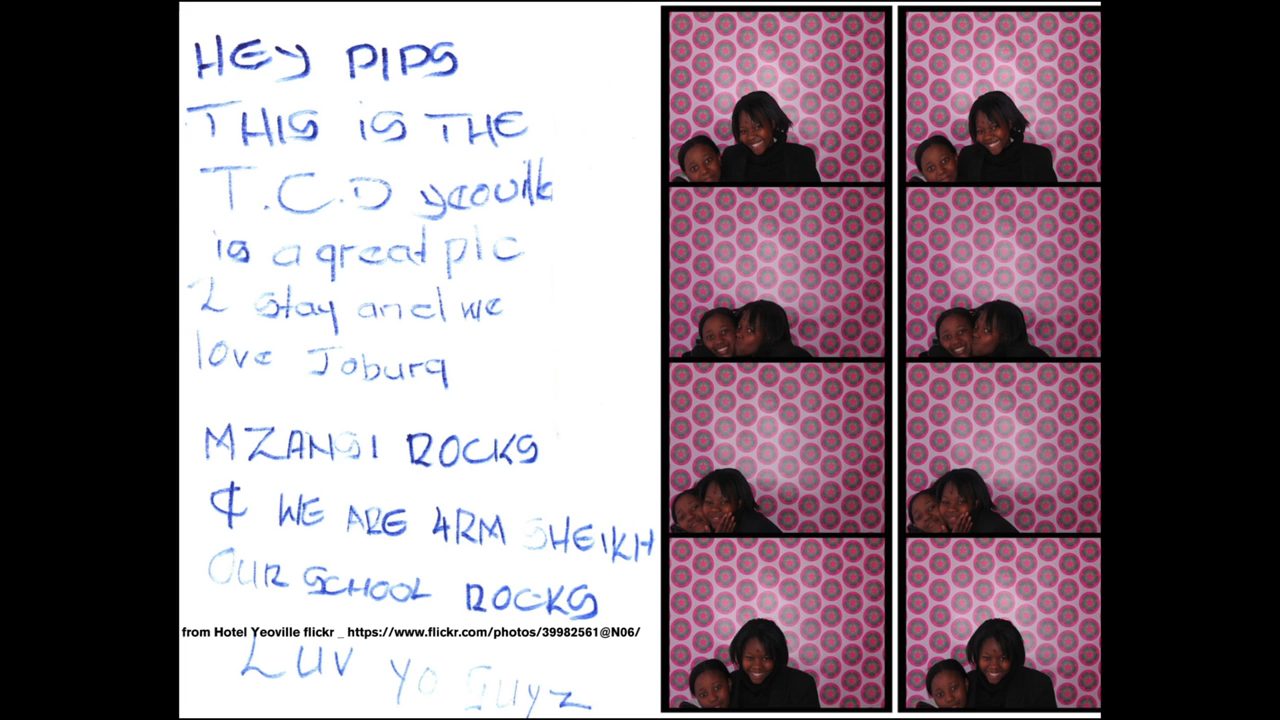 HEY PIPS
THIS is THE
T.C.D yeoville
is a great plc
2 stay and we
love Joburg
MZANSI ROCKS
& WE ARE 4RM SHEIKH
OUR SCHOOL ROCKS
from Hotel Yeoville flickr _ https://www.flickr.com/photos/39982561@N06/
LUV yo GUYZ